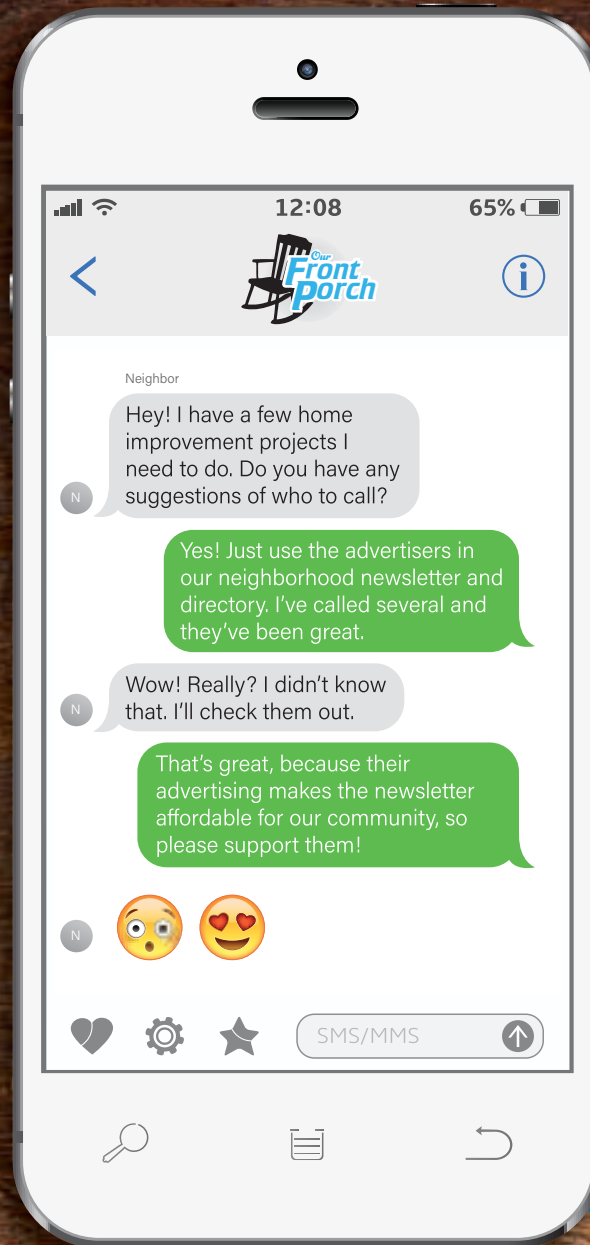 12:08
65%
Our
Front
Porch
i
Neighbor
Hey! I have a few home
improvement projects I
need to do. Do you have any
suggestions of who to call?
N
Yes! Just use the advertisers in
our neighborhood newsletter and
directory. I’ve called several and
they’ve been great.
Wow! Really? I didn’t know
that. I’ll check them out.
N
That’s great, because their
advertising makes the newsletter
affordable for our community, so
please support them!
N
SMS/MMS